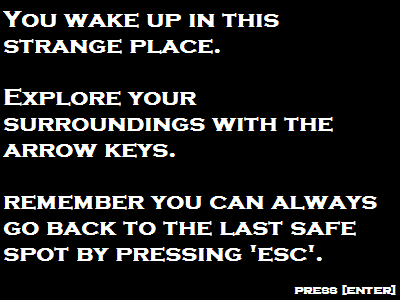 You wake up in this
strange place.
Explore your
surroundings with the
arrow keys.
remember you can always
go back to the last safe
spot by pressing 'esc'.
press [enter]